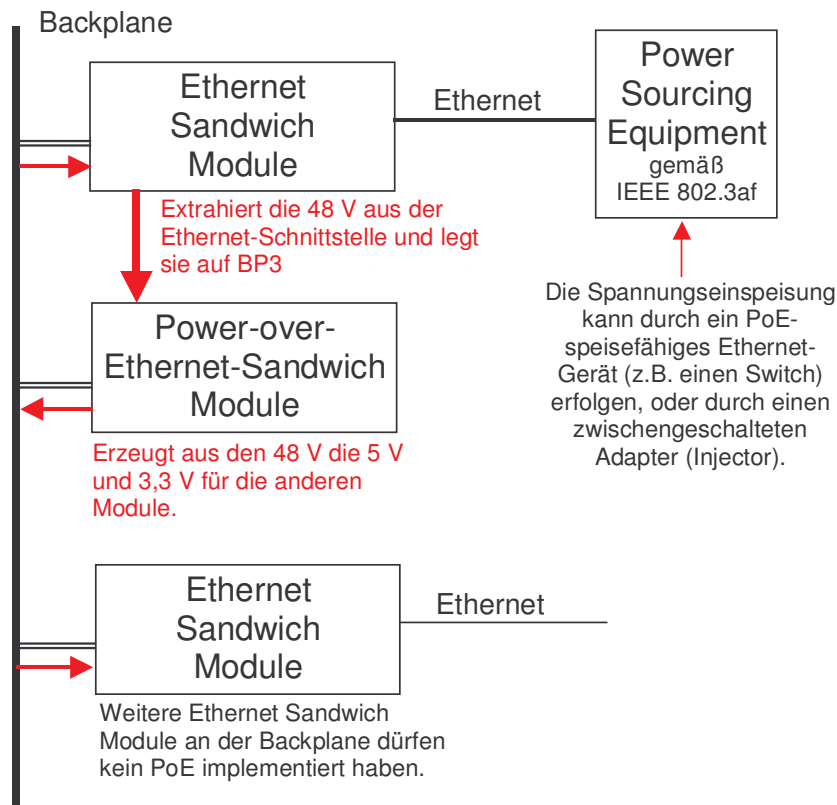 Backplane
Ethernet
Sandwich
Module
Ethernet
Power
Sourcing
Equipment
gemäß
IEEE 802.3af
Extrahiert die 48 V aus der
Ethernet-Schnittstelle und legt
sie auf BP3
Die Spannungseinspeisung
kann durch ein PoE-
speisefähiges Ethernet-
Gerät (z.B. einen Switch)
erfolgen, oder durch einen
zwischengeschalteten
Adapter (Injector).
Power-over-
Ethernet-Sandwich
Module
Erzeugt aus den 48 V die 5 V
und 3,3 V für die anderen
Module.
Ethernet
Sandwich
Module
Ethernet
Weitere Ethernet Sandwich
Module an der Backplane dürfen
kein PoE implementiert haben.